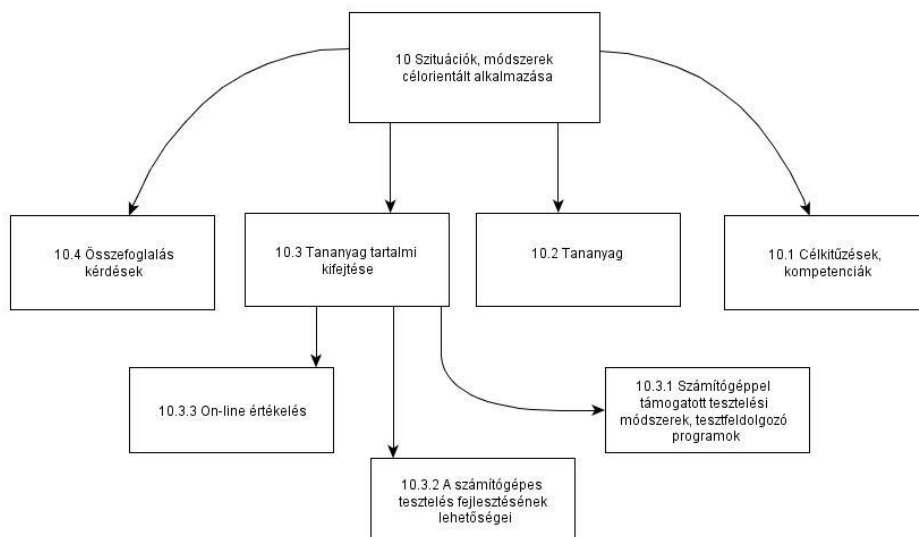 10 Szituációk, módszerek
célorientált alkalmazása
10.4 Összefoglalás
kérdések
10.3 Tananyag tartalmi
kifejtése
10.2 Tananyag
10.1 Célkitűzések,
kompetenciák
10.3.3 On-line értékelés
10.3.2 A számítógépes
tesztelés fejlesztésének
lehetőségei
10.3.1 Számítógéppel
támogatott tesztelési
módszerek, tesztfeldolgozó
programok